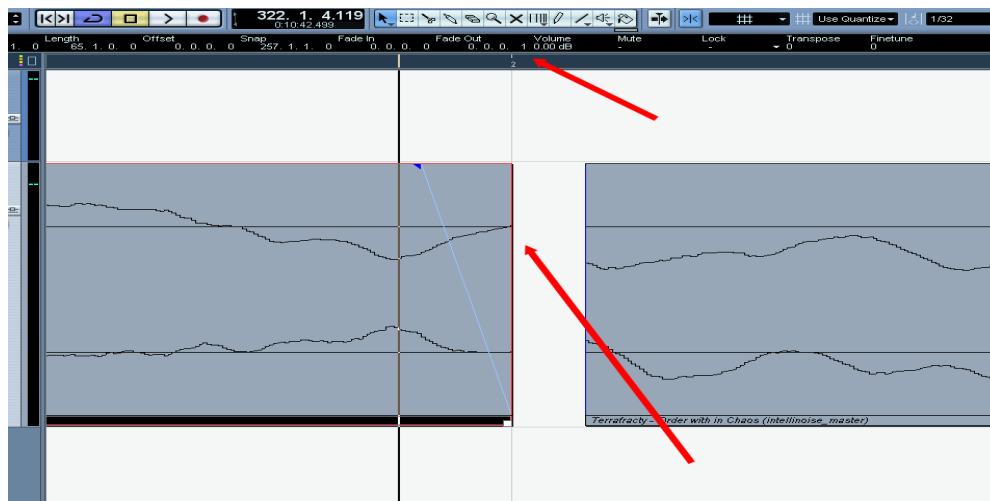 322. 1. 4.119
0:10:42.499
Use Quantize
1/32
Length Offset Snap Fade In Fade Out Volume Mute Lock Transpose Finetune
1. 0 65. 1. 0. 0 0. 0. 0. 0 257. 1. 1. 0 0. 0. 0. 0 0. 0. 0. 1 0.00 dB - - 0 0
2
Terrafracty - Order with in Chaos (intellinoise_master)